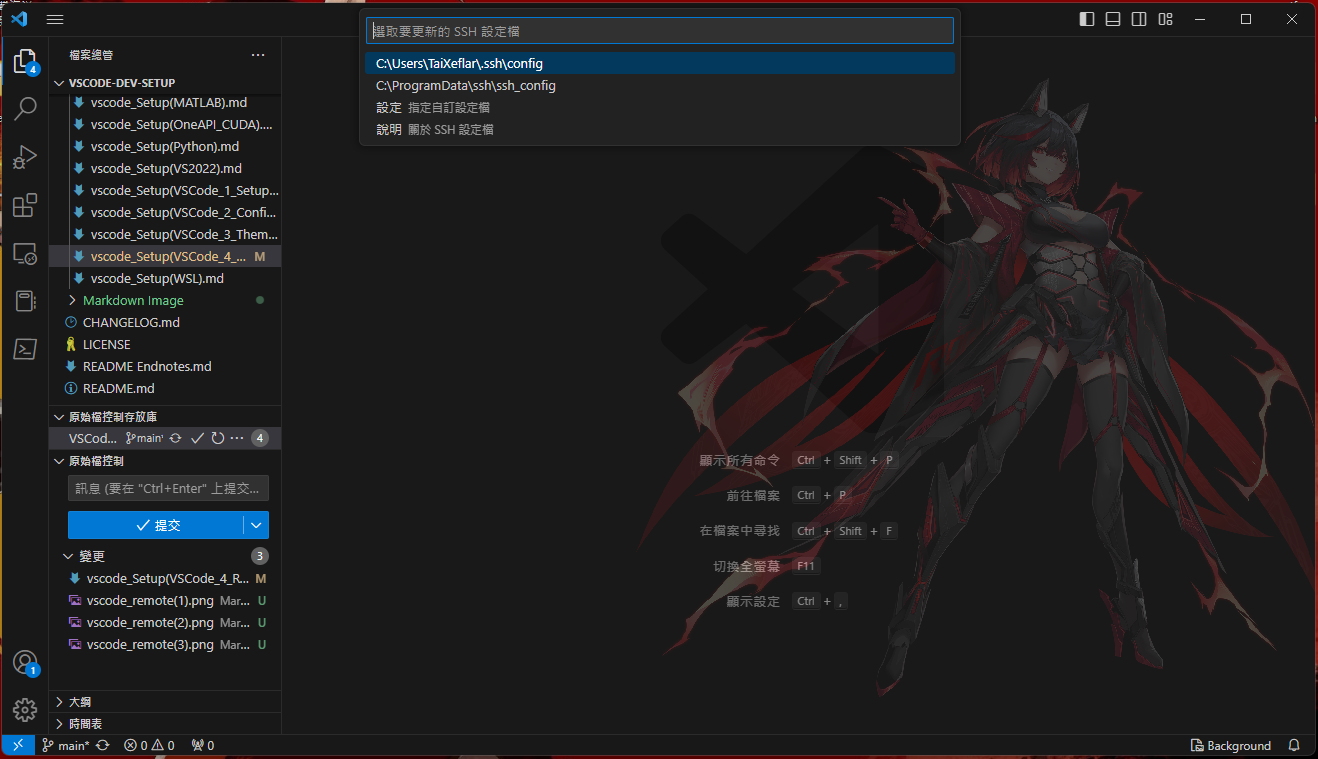 選取要更新的 SSH 設定檔
C:\Users\TaiXeflar\.ssh\config
C:\ProgramData\ssh\ssh_config
設定 指定自訂設定檔
說明 關於 SSH 設定檔
檔案總管
4
VSCODE-DEV-SETUP
vscode_Setup(MATLAB).md
vscode_Setup(OneAPI_CUDA)....
vscode_Setup(Python).md
vscode_Setup(VS2022).md
vscode_Setup(VSCode_1_Setup...
vscode_Setup(VSCode_2_Confi...
vscode_Setup(VSCode_3_Them...
vscode_Setup(VSCode_4_... M
vscode_Setup(WSL).md
Markdown Image
CHANGELOG.md
LICENSE
README Endnotes.md
README.md
原始檔控制存放庫
VSCod... main* 4
原始檔控制
訊息 (要在 "Ctrl+Enter" 上提交...
提交
變更 3
vscode_Setup(VSCode_4_R... M
vscode_remote(1).png Mar... U
vscode_remote(2).png Mar... U
vscode_remote(3).png Mar... U
1
大綱
時間表
顯示所有命令 Ctrl + Shift + P
前往檔案 Ctrl + P
在檔案中尋找 Ctrl + Shift + F
切換全螢幕 F11
顯示設定 Ctrl + ,
main* 0 0 0 Background